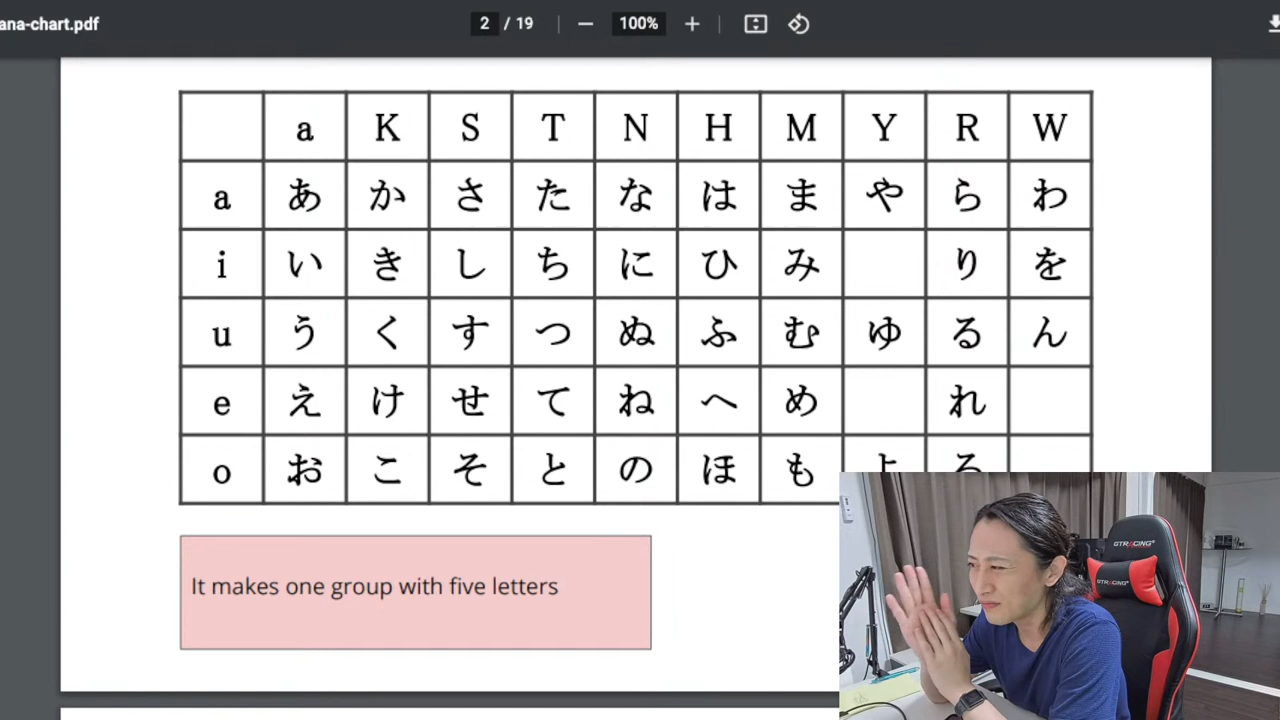 ana-chart.pdf 2 / 19 100%
a K S T N H M Y R W
a あ か さ た な は ま や ら わ
i い き し ち に ひ み り を
u う く す つ ぬ ふ む ゆ る ん
e え け せ て ね へ め れ
o お こ そ と の ほ も
It makes one group with five letters
GTRACING
GTRACING